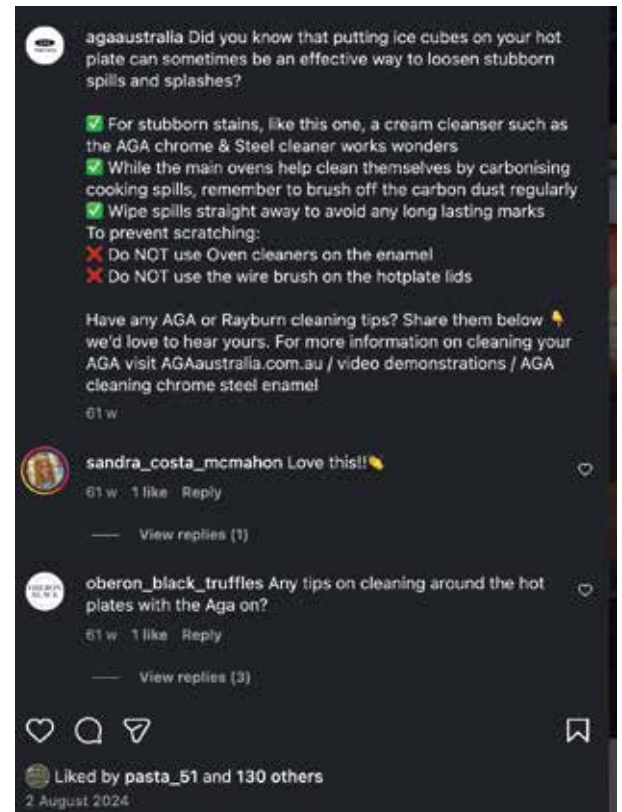 agaaustralia Did you know that putting ice cubes on your hot
plate can sometimes be an effective way to loosen stubborn
spills and splashes?
✅ For stubborn stains, like this one, a cream cleanser such as
the AGA chrome & Steel cleaner works wonders
✅ While the main ovens help clean themselves by carbonising
cooking spills, remember to brush off the carbon dust regularly
✅ Wipe spills straight away to avoid any long lasting marks
To prevent scratching:
❌ Do NOT use Oven cleaners on the enamel
❌ Do NOT use the wire brush on the hotplate lids
Have any AGA or Rayburn cleaning tips? Share them below 👇
we'd love to hear yours. For more information on cleaning your
AGA visit AGAaustralia.com.au / video demonstrations / AGA
cleaning chrome steel enamel
61 w
sandra_costa_mcmahon Love this!!👏
61 w 1 like Reply
View replies (1)
OBERON BLACK
oberon_black_truffles Any tips on cleaning around the hot
plates with the Aga on?
61 w 1 like Reply
View replies (3)
Liked by pasta_51 and 130 others
2 August 2024